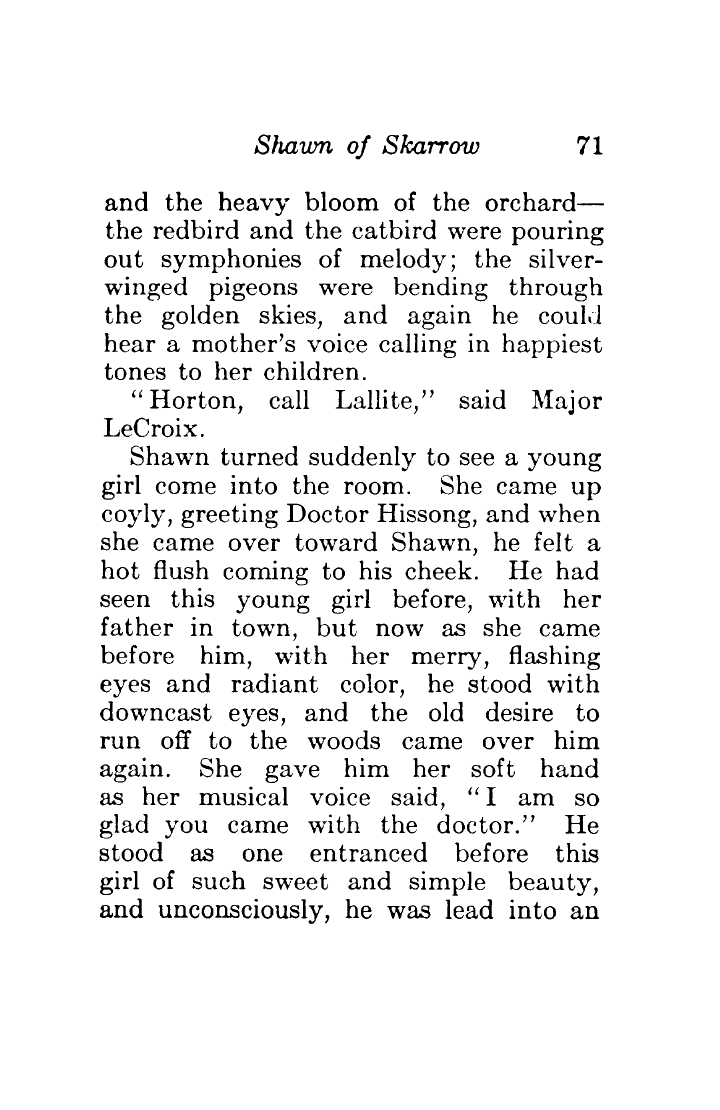 Shawn of Skarrow 71
and the heavy bloom of the orchard—
the redbird and the catbird were pouring
out symphonies of melody; the silver-
winged pigeons were bending through
the golden skies, and again he could
hear a mother's voice calling in happiest
tones to her children.
"Horton, call Lallite," said Major
LeCroix.
Shawn turned suddenly to see a young
girl come into the room. She came up
coyly, greeting Doctor Hissong, and when
she came over toward Shawn, he felt a
hot flush coming to his cheek. He had
seen this young girl before, with her
father in town, but now as she came
before him, with her merry, flashing
eyes and radiant color, he stood with
downcast eyes, and the old desire to
run off to the woods came over him
again. She gave him her soft hand
as her musical voice said, "I am so
glad you came with the doctor." He
stood as one entranced before this
girl of such sweet and simple beauty,
and unconsciously, he was lead into an